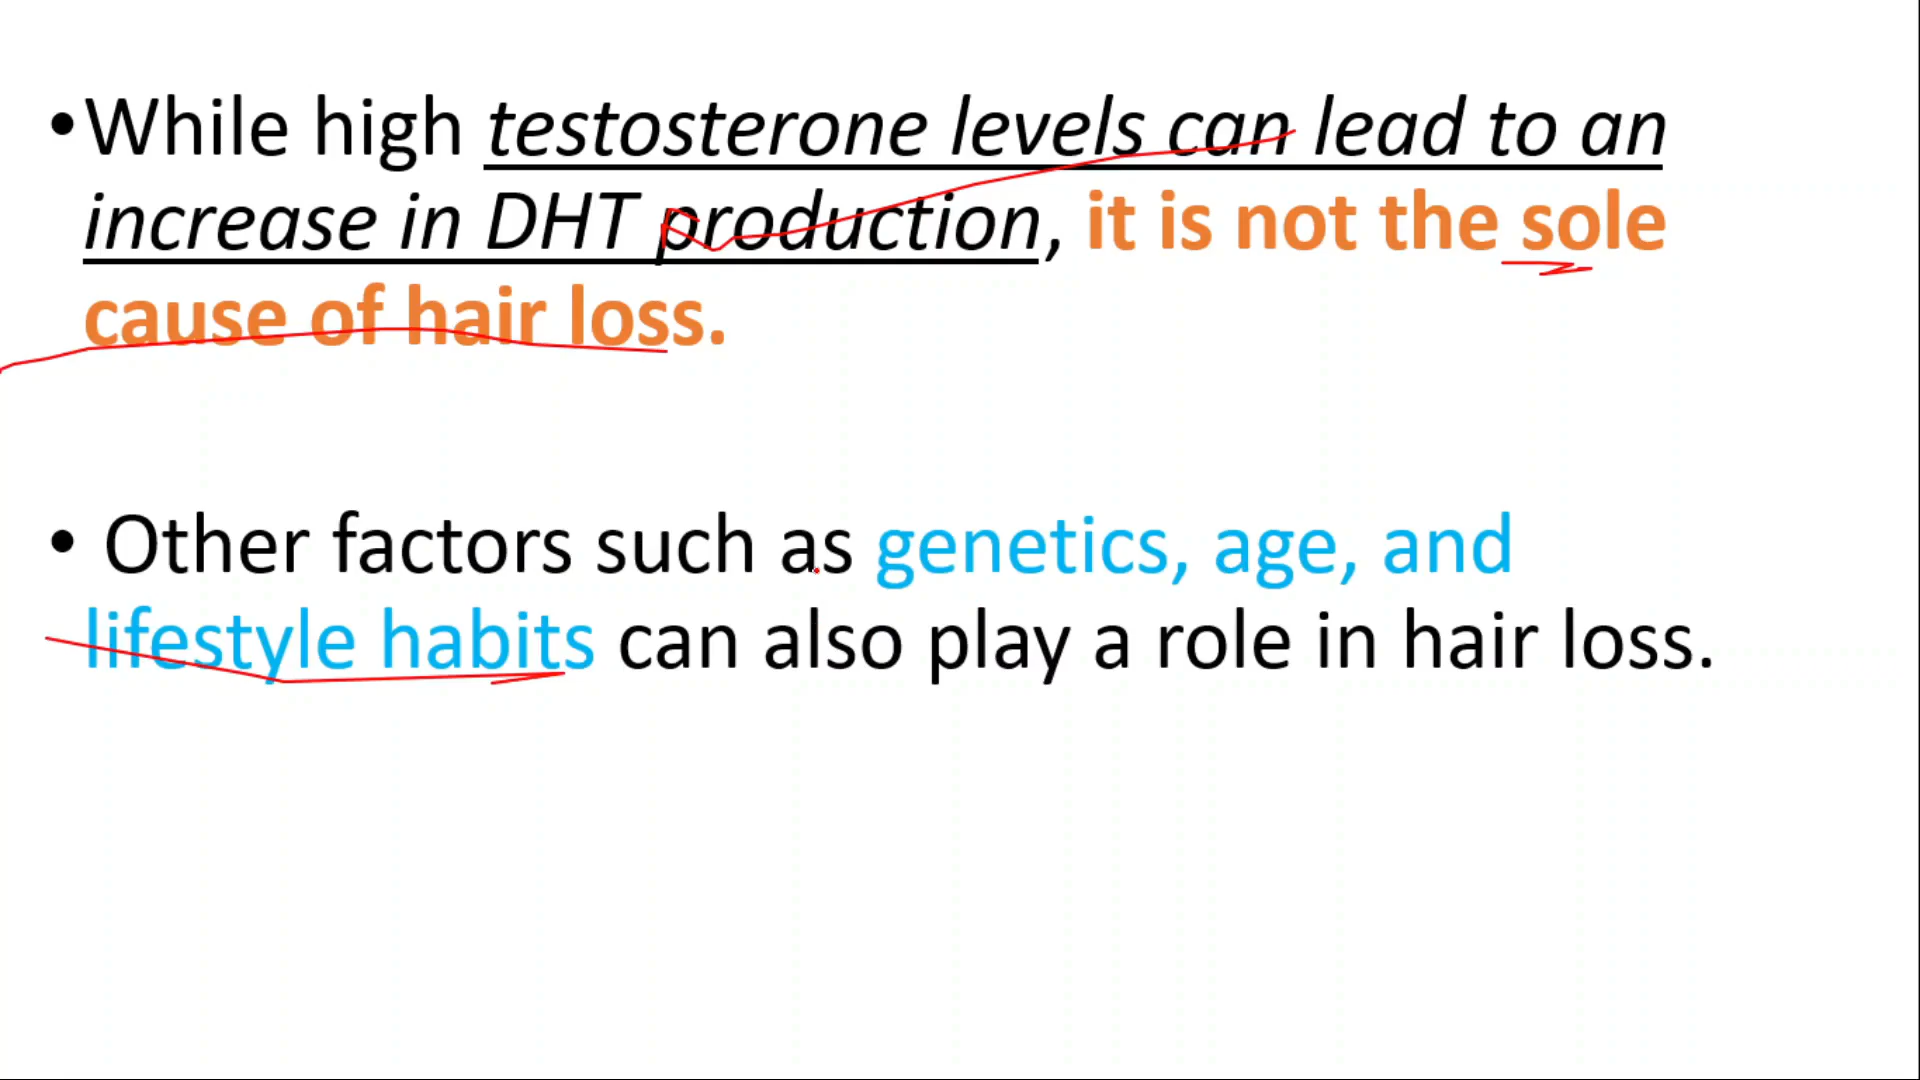 •While high testosterone levels can lead to an
increase in DHT production, it is not the sole
cause of hair loss.
• Other factors such as genetics, age, and
lifestyle habits can also play a role in hair loss.